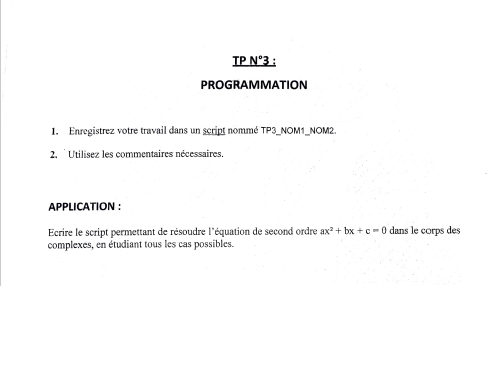 TP N°3 :
PROGRAMMATION
1. Enregistrez votre travail dans un script nommé TP3_NOM1_NOM2.
2. Utilisez les commentaires nécessaires.
APPLICATION :
Ecrire le script permettant de résoudre l'équation de second ordre ax² + bx + c = 0 dans le corps des
complexes, en étudiant tous les cas possibles.